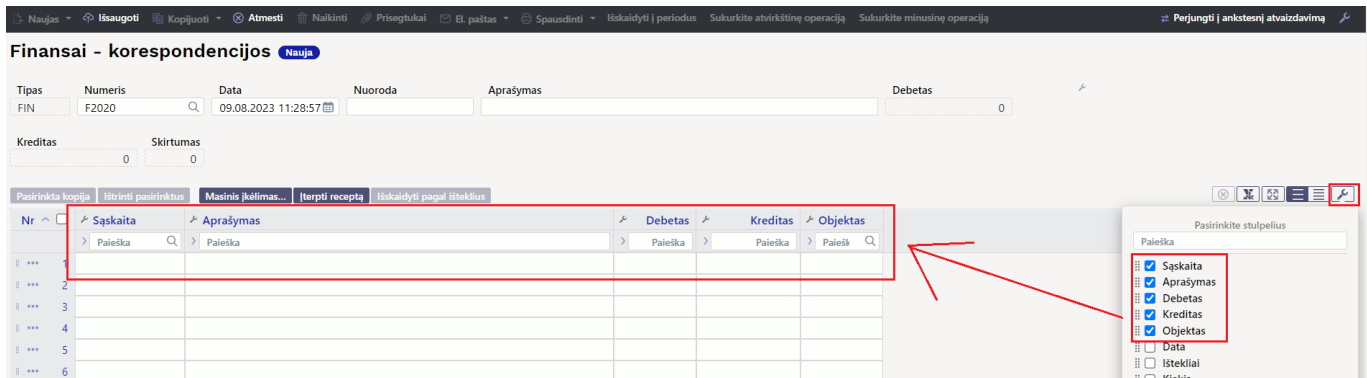 Naujas Išsaugoti Kopijuoti Atmesti Naikinti Prisegtukai El. paštas Spausdinti Išskaidyti į periodus Sukurkite atvirkštinę operaciją Sukurkite minusinę operaciją Perjungti į ankstesnį atvaizdavimą
Finansai - korespondencijos Nauja
Tipas Numeris Data Nuoroda Aprašymas Debetas
FIN F2020 09.08.2023 11:28:57 0
Kreditas Skirtumas
0 0
Pasirinkta kopija Ištrinti pasirinktus Masinis įkėlimas... Įterpti receptą Išskaidyti pagal išteklius
Nr Sąskaita Aprašymas Debetas Kreditas Objektas
Paieška Paieška Paieška Paieška Paiešk
1
2
3
4
5
6
Pasirinkite stulpelius
Paieška
Sąskaita
Aprašymas
Debetas
Kreditas
Objektas
Data
Ištekliai
Kiekis